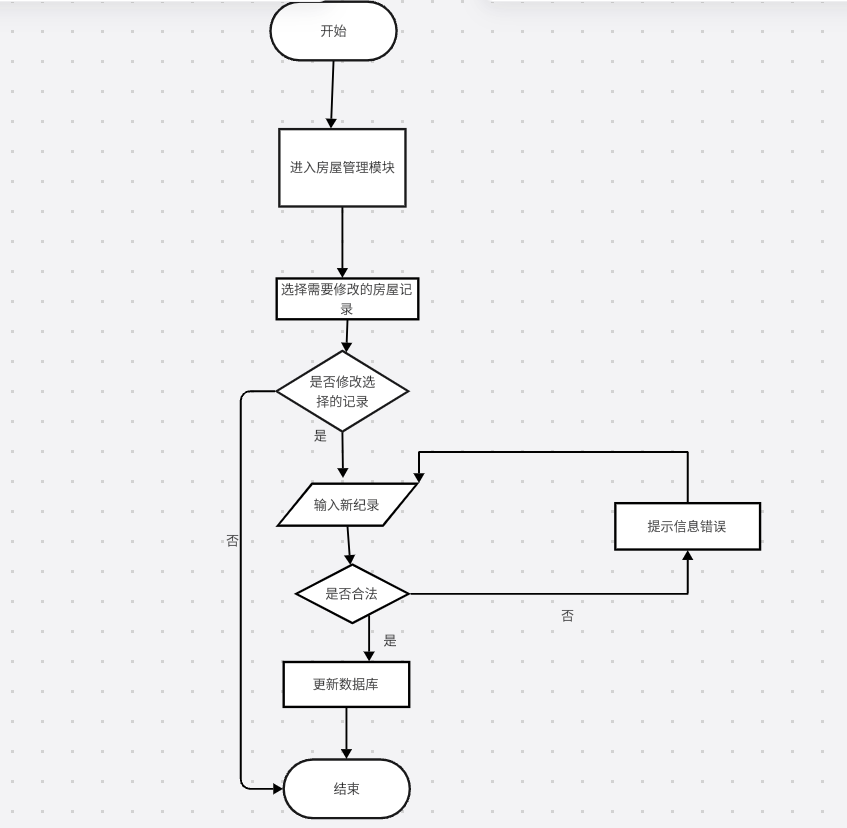 开始
进入房屋管理模块
选择需要修改的房屋记
录
是否修改选
择的记录
是
输入新纪录
提示信息错误
否
是否合法
否
是
更新数据库
结束